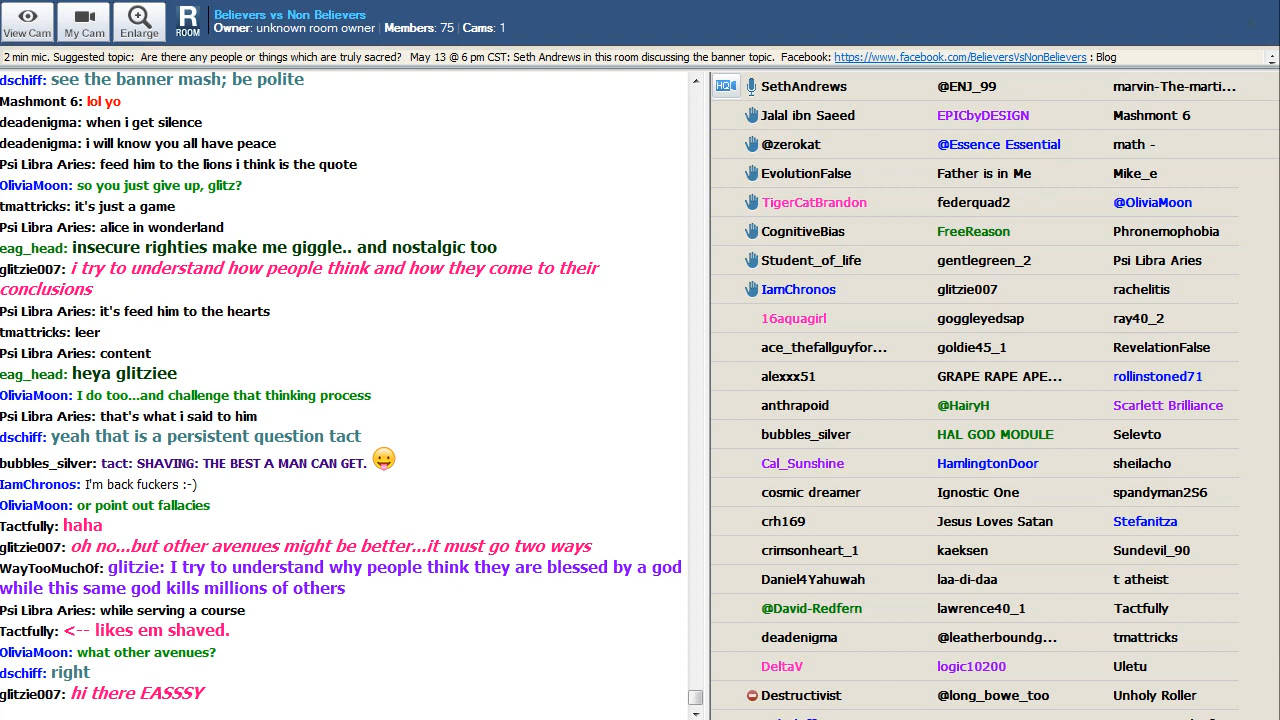 Believers vs Non Believers
View Cam My Cam Enlarge ROOM Owner: unknown room owner | Members: 75 | Cams: 1
2 min mic. Suggested topic: Are there any people or things which are truly sacred? May 13 @ 6 pm CST: Seth Andrews in this room discussing the banner topic. Facebook: https://www.facebook.com/BelieversVsNonBelievers : Blog
dschiff: see the banner mash; be polite
Mashmont 6: lol yo
deadenigma: when i get silence
deadenigma: i will know you all have peace
Psi Libra Aries: feed him to the lions i think is the quote
OliviaMoon: so you just give up, glitz?
tmattricks: it's just a game
Psi Libra Aries: alice in wonderland
eag_head: insecure righties make me giggle.. and nostalgic too
glitzie007: i try to understand how people think and how they come to their
conclusions
Psi Libra Aries: it's feed him to the hearts
tmattricks: leer
Psi Libra Aries: content
eag_head: heya glitziee
OliviaMoon: I do too...and challenge that thinking process
Psi Libra Aries: that's what i said to him
dschiff: yeah that is a persistent question tact
bubbles_silver: tact: SHAVING: THE BEST A MAN CAN GET.
IamChronos: I'm back fuckers :-)
OliviaMoon: or point out fallacies
Tactfully: haha
glitzie007: oh no...but other avenues might be better...it must go two ways
WayTooMuchOf: glitzie: I try to understand why people think they are blessed by a god
while this same god kills millions of others
Psi Libra Aries: while serving a course
Tactfully: <-- likes em shaved.
OliviaMoon: what other avenues?
dschiff: right
glitzie007: hi there EASSSY
HQ SethAndrews @ENJ_99 marvin-The-marti...
Jalal ibn Saeed EPICbyDESIGN Mashmont 6
@zerokat @Essence Essential math -
EvolutionFalse Father is in Me Mike_e
TigerCatBrandon federquad2 @OliviaMoon
CognitiveBias FreeReason Phronemophobia
Student_of_life gentlegreen_2 Psi Libra Aries
IamChronos glitzie007 rachelitis
16aquagirl goggleyedsap ray40_2
ace_thefallguyfor... goldie45_1 RevelationFalse
alexxx51 GRAPE RAPE APE... rollinstoned71
anthrapoid @HairyH Scarlett Brilliance
bubbles_silver HAL GOD MODULE Selevto
Cal_Sunshine HamlingtonDoor sheilacho
cosmic dreamer Ignostic One spandyman2S6
crh169 Jesus Loves Satan Stefanitza
crimsonheart_1 kaeksen Sundevil_90
Daniel4Yahuwah laa-di-daa t atheist
@David-Redfern lawrence40_1 Tactfully
deadenigma @leatherboundg... tmattricks
DeltaV logic10200 Uletu
Destructivist @long_bowe_too Unholy Roller